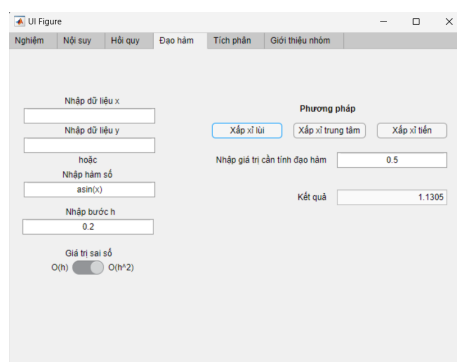 UI Figure
Nghiệm Nội suy Hồi quy Đạo hàm Tích phân Giới thiệu nhóm
Nhập dữ liệu x
Nhập dữ liệu y
hoặc
Nhập hàm số
asin(x)
Nhập bước h
0.2
Giá trị sai số
O(h) O(h^2)
Phương pháp
Xấp xỉ lùi Xấp xỉ trung tâm Xấp xỉ tiến
Nhập giá trị cần tính đạo hàm 0.5
Kết quả 1.1305